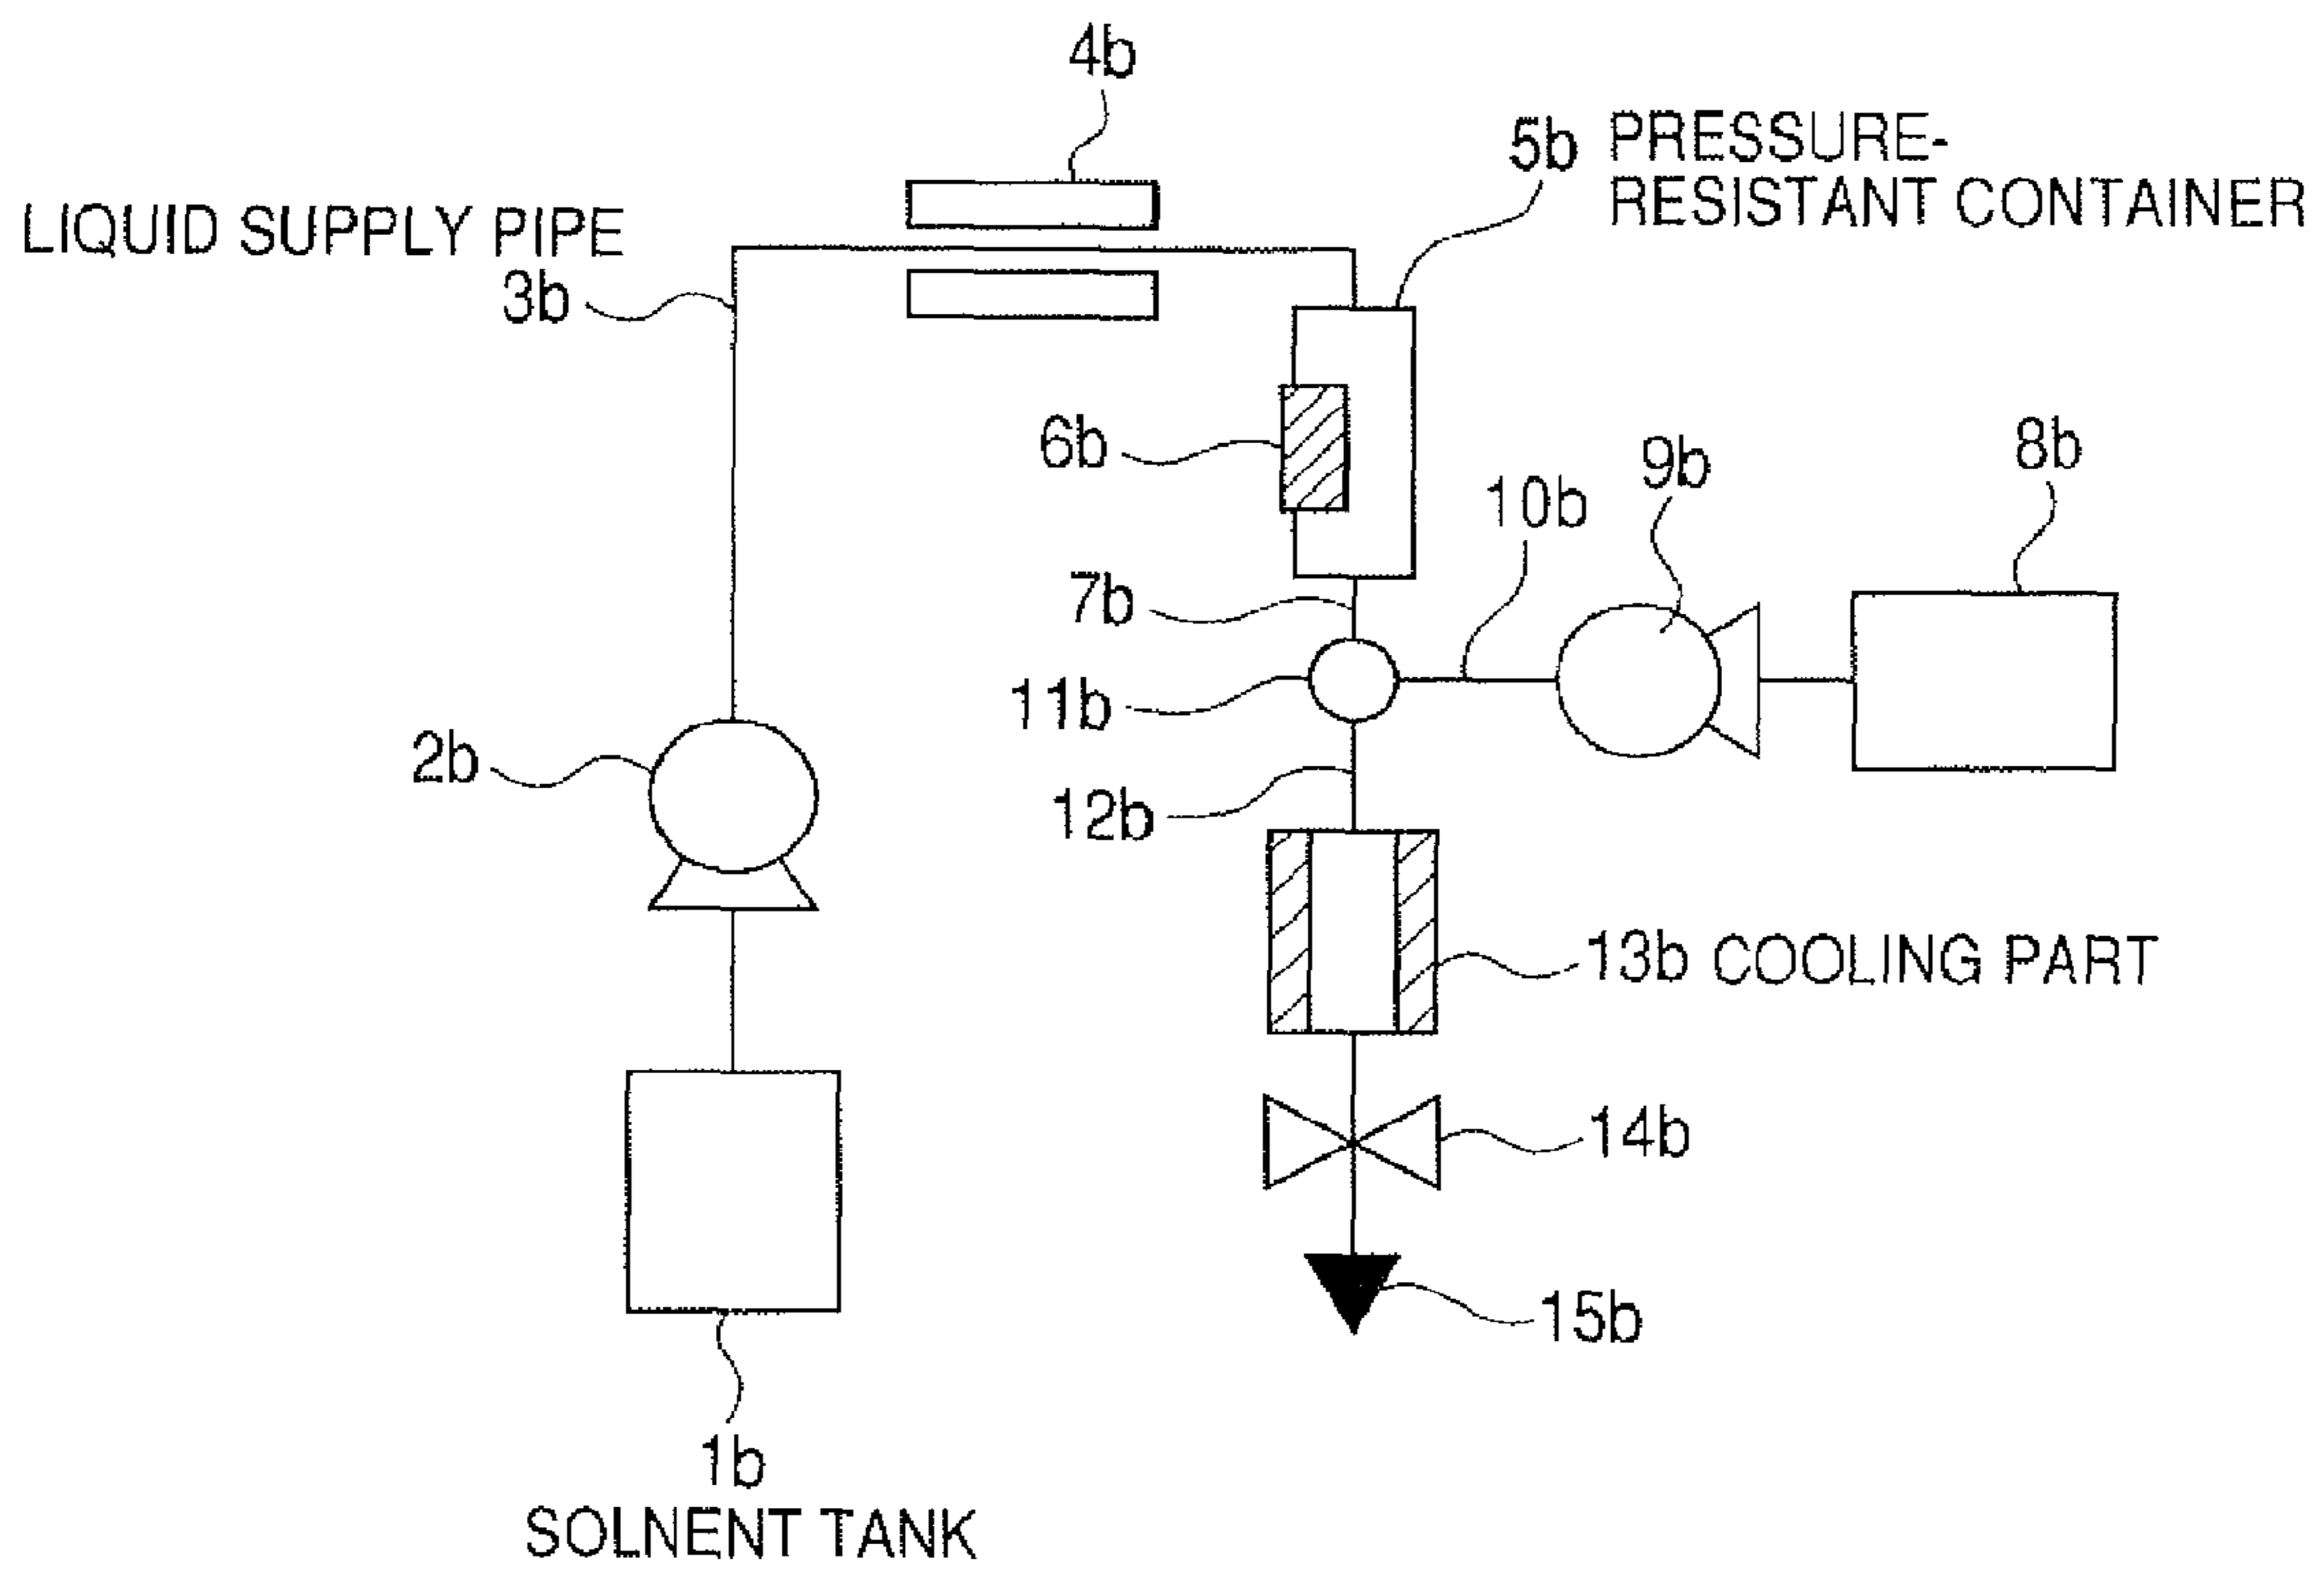 4b
5b PRESSURE-
RESISTANT CONTAINER
LIQUID SUPPLY PIPE
3b
6b
8b
9b
10b
7b
11b
2b
12b
13b COOLING PART
14b
15b
1b
SOLNENT TANK